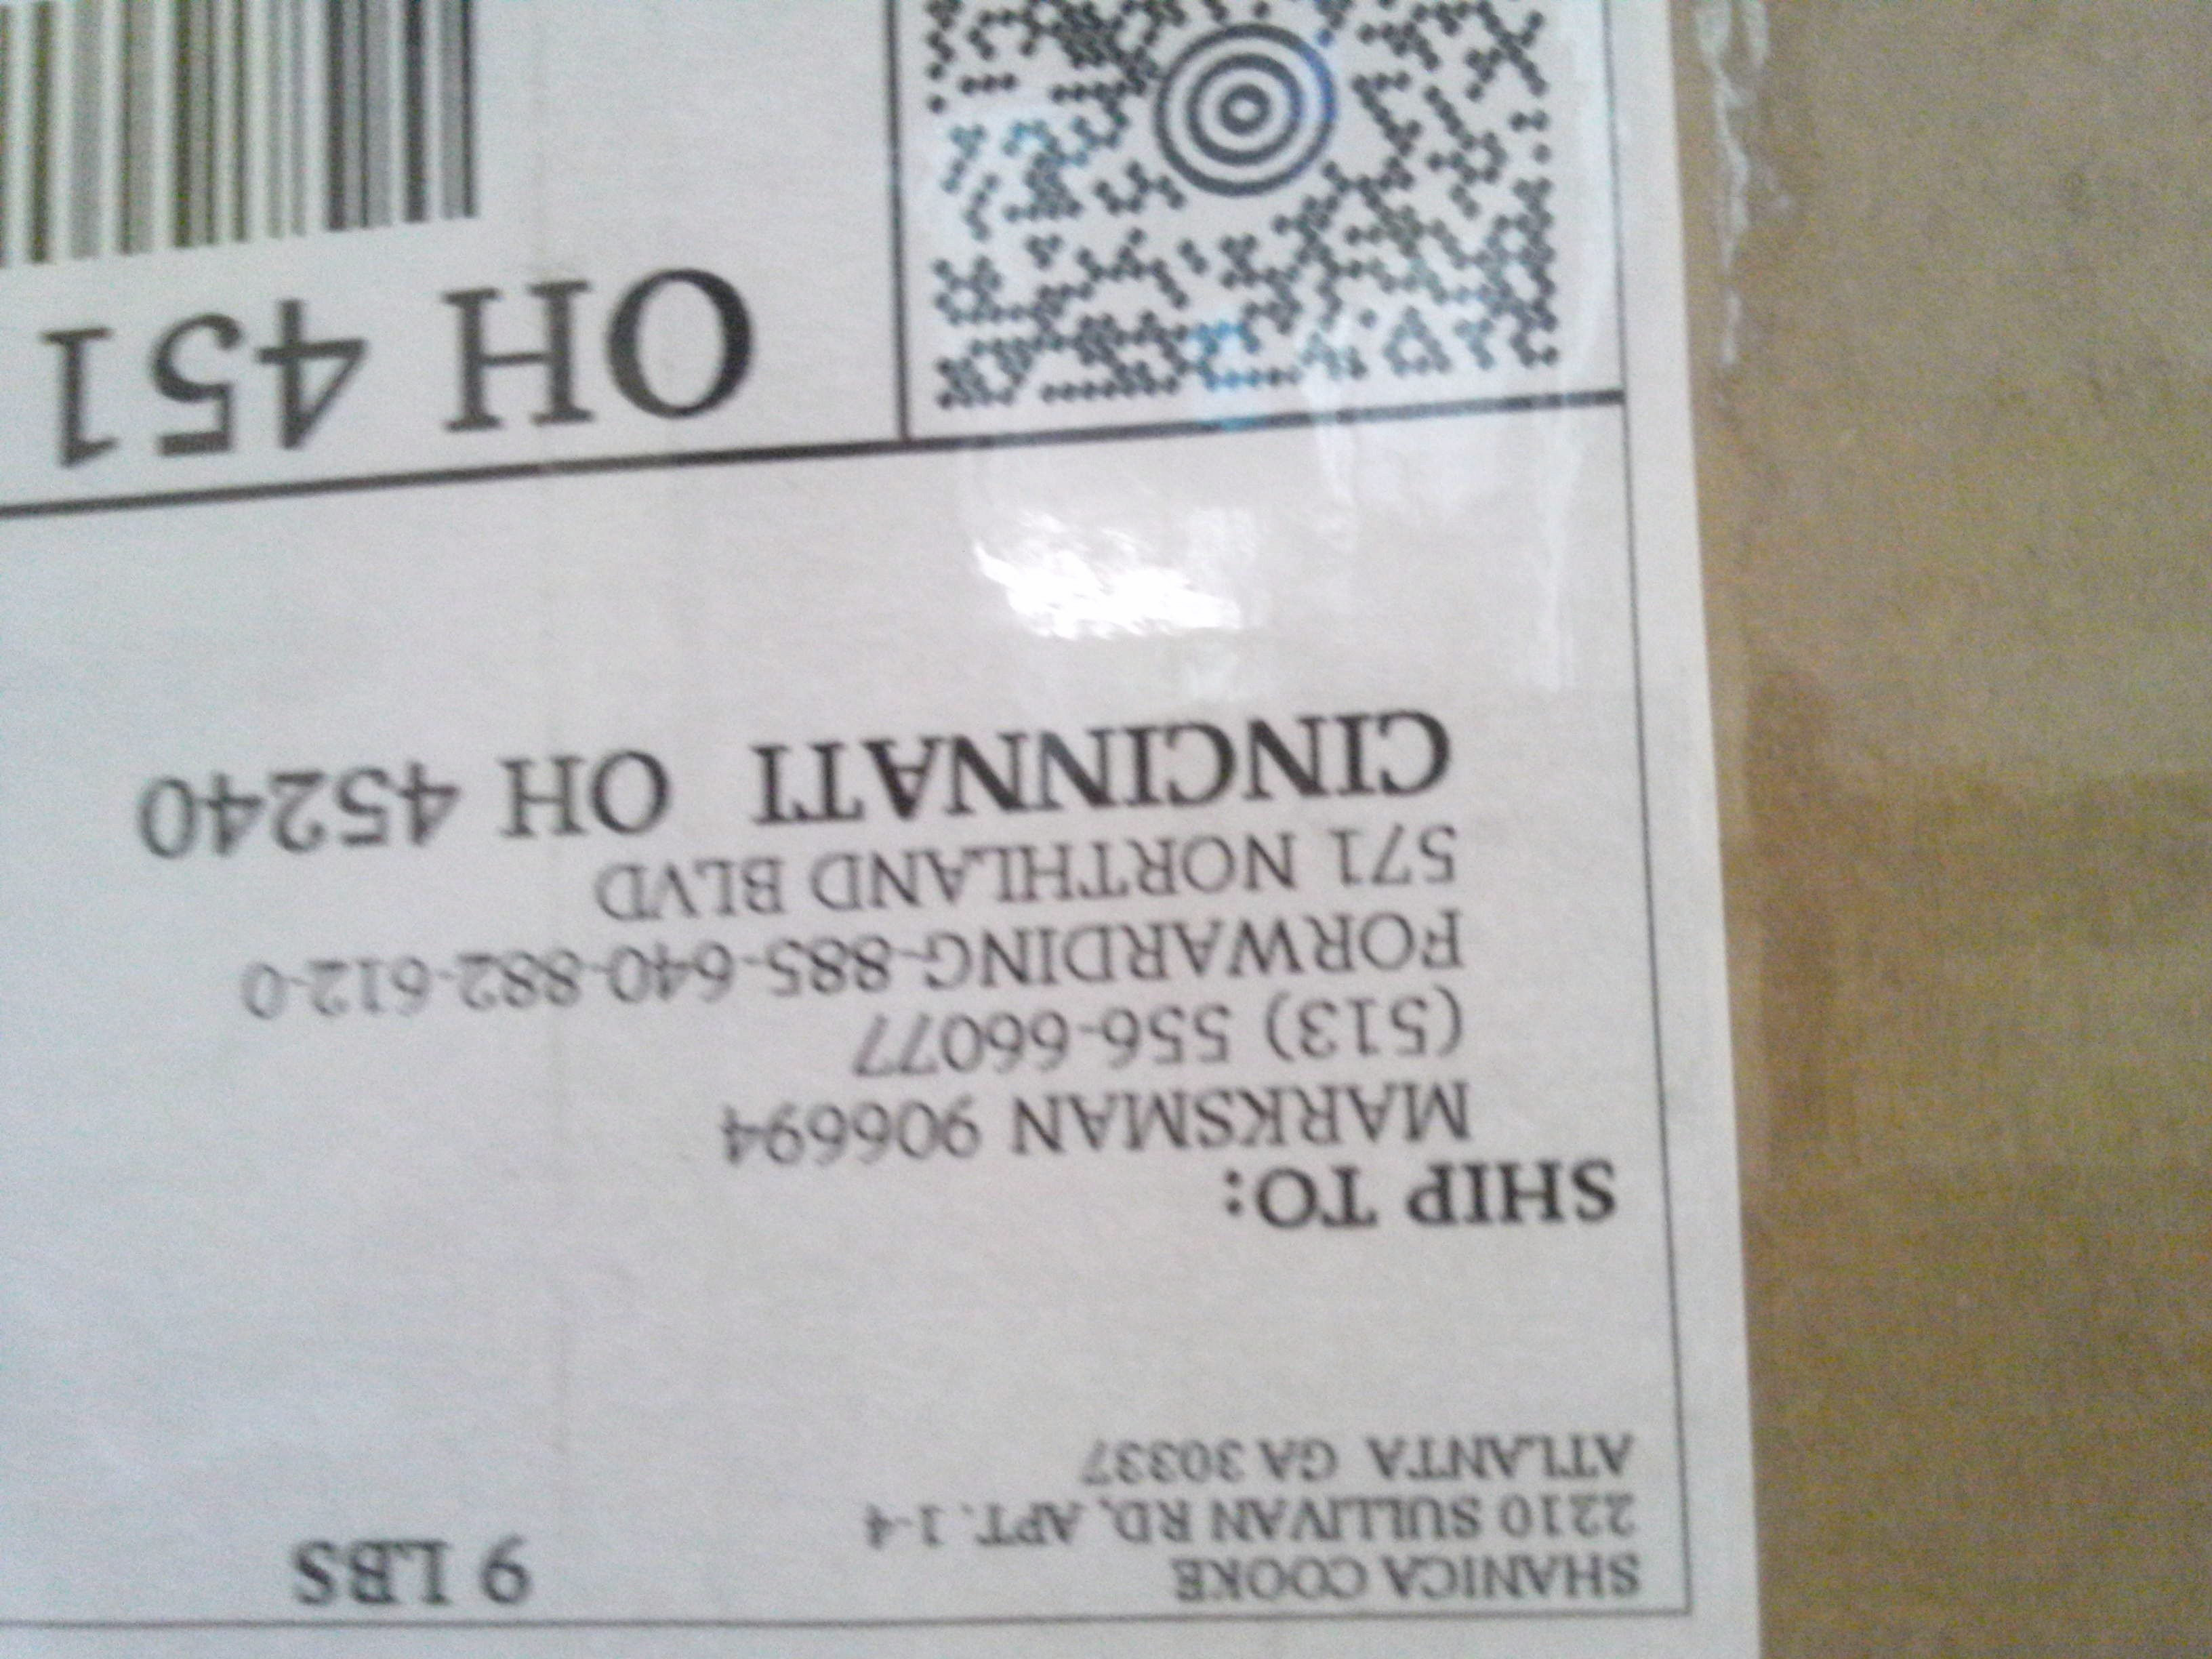 SHANICA COOKE
2210 SULLIVAN RD, APT. 1-4
ATLANTA GA 30337
9 LBS
SHIP TO:
MARKSMAN 906694
(513) 556-66077
FORWARDING-885-640-882-612-0
571 NORTHLAND BLVD
CINCINNATI OH 45240
OH 451